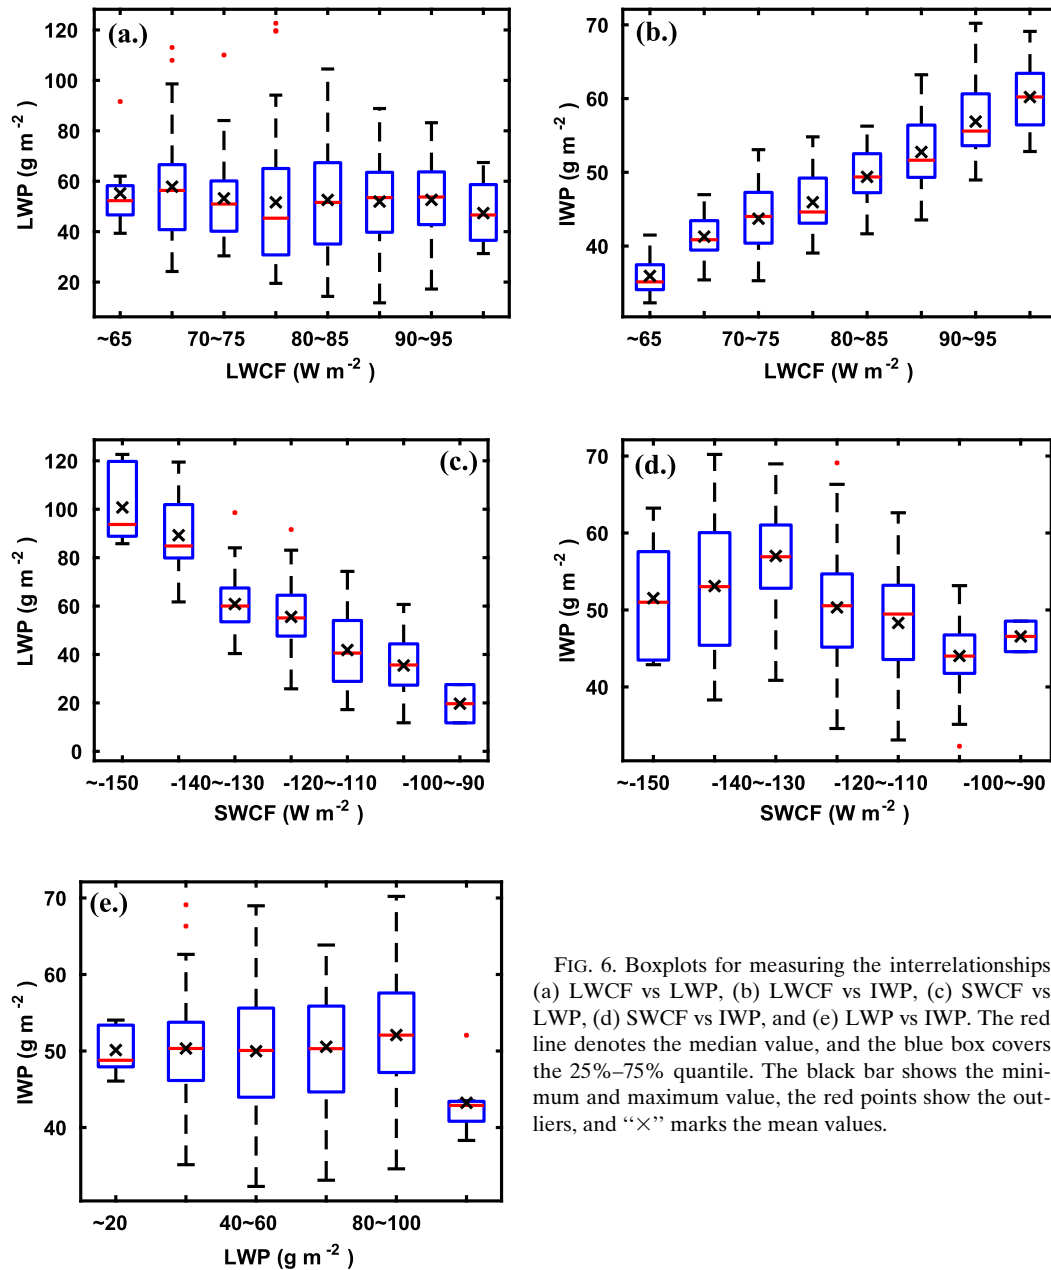 (a.)
120
100
80
60
40
20
LWP (g m-2 )
~65 70~75 80~85 90~95
LWCF (W m-2 )
(b.)
70
60
50
40
IWP (g m-2 )
~65 70~75 80~85 90~95
LWCF (W m-2 )
(c.)
120
100
80
60
40
20
0
LWP (g m-2 )
~-150 -140~-130 -120~-110 -100~-90
SWCF (W m-2 )
(d.)
70
60
50
40
IWP (g m-2 )
~-150 -140~-130 -120~-110 -100~-90
SWCF (W m-2 )
(e.)
70
60
50
40
IWP (g m-2 )
~20 40~60 80~100
LWP (g m-2 )
FIG. 6. Boxplots for measuring the interrelationships
(a) LWCF vs LWP, (b) LWCF vs IWP, (c) SWCF vs
LWP, (d) SWCF vs IWP, and (e) LWP vs IWP. The red
line denotes the median value, and the blue box covers
the 25%–75% quantile. The black bar shows the mini-
mum and maximum value, the red points show the out-
liers, and “×” marks the mean values.